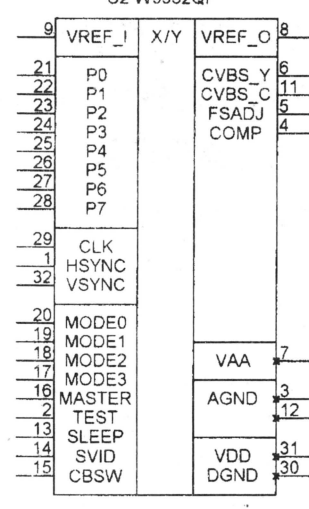 9 VREF_I X/Y VREF_O 8
21 P0 CVBS_Y 6
22 P1 CVBS_C 11
23 P2 FSADJ 5
24 P3 COMP 4
25 P4
26 P5
27 P6
28 P7
29 CLK
1 HSYNC
32 VSYNC
20 MODE0
19 MODE1
18 MODE2 VAA 7
17 MODE3
16 MASTER AGND 3
2 TEST 12
13 SLEEP
14 SVID VDD 31
15 CBSW DGND 30